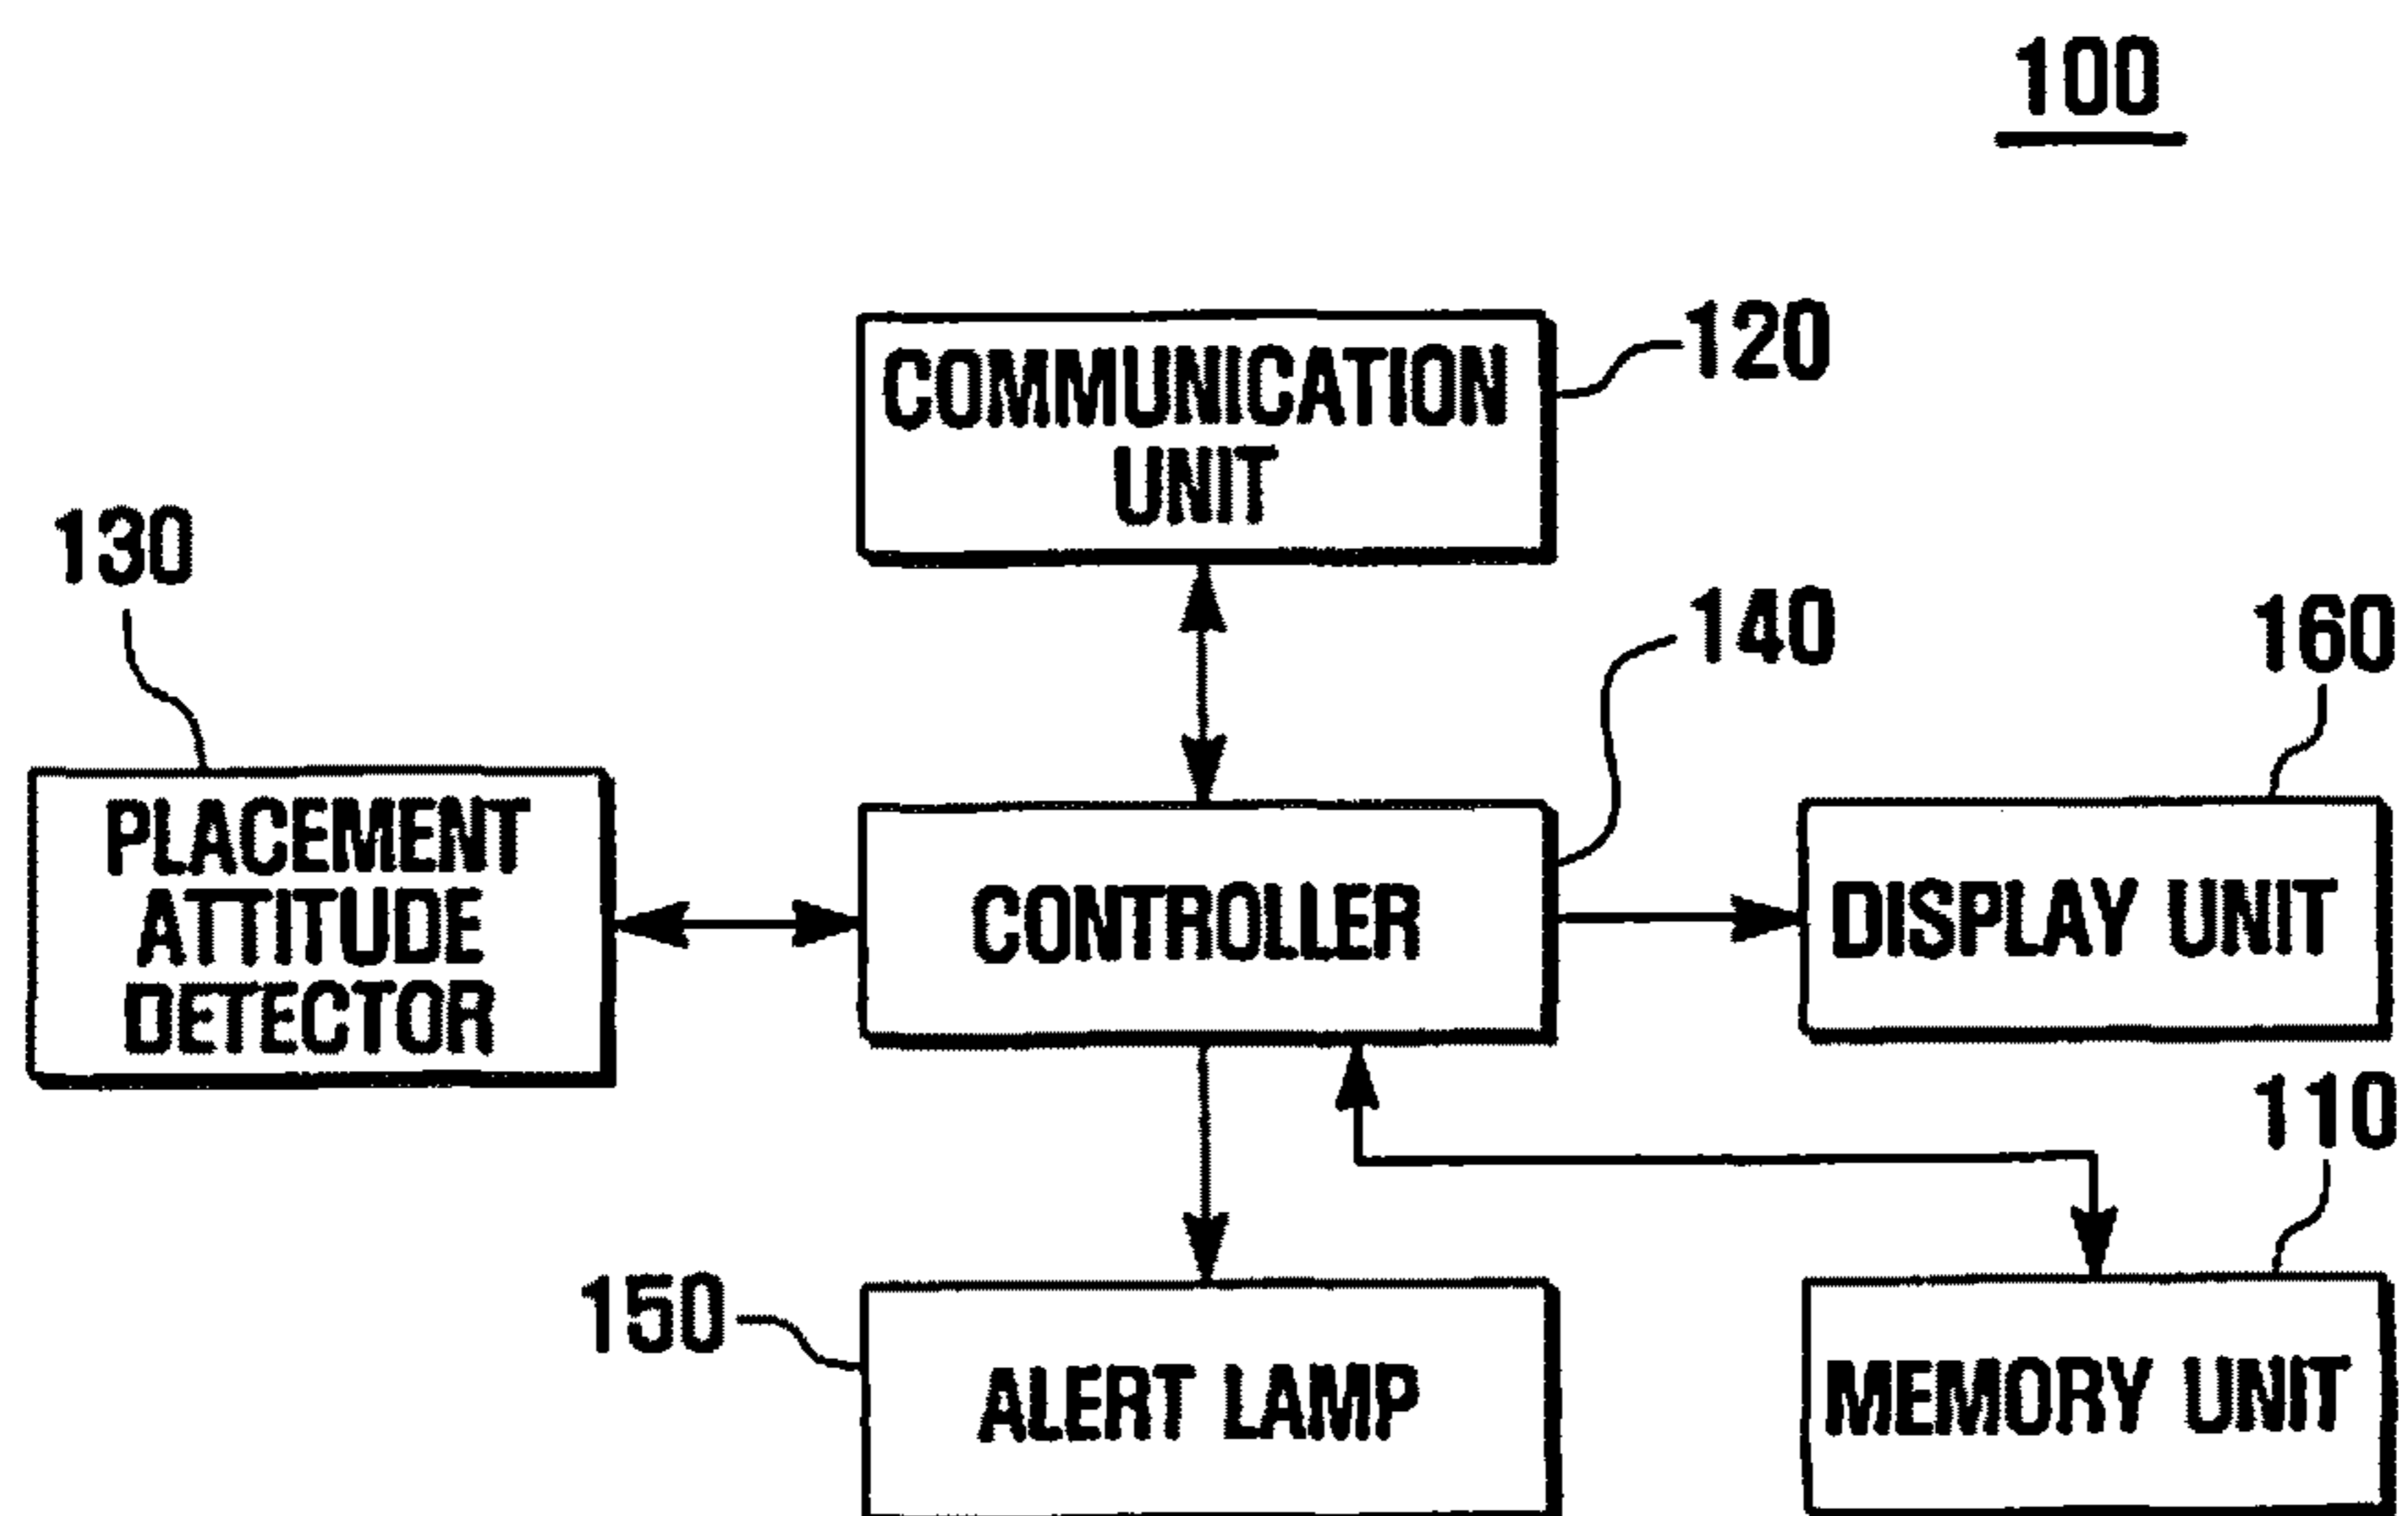 100
COMMUNICATION
UNIT
120
130
140
160
PLACEMENT
ATTITUDE
DETECTOR
CONTROLLER
DISPLAY UNIT
110
150
ALERT LAMP
MEMORY UNIT